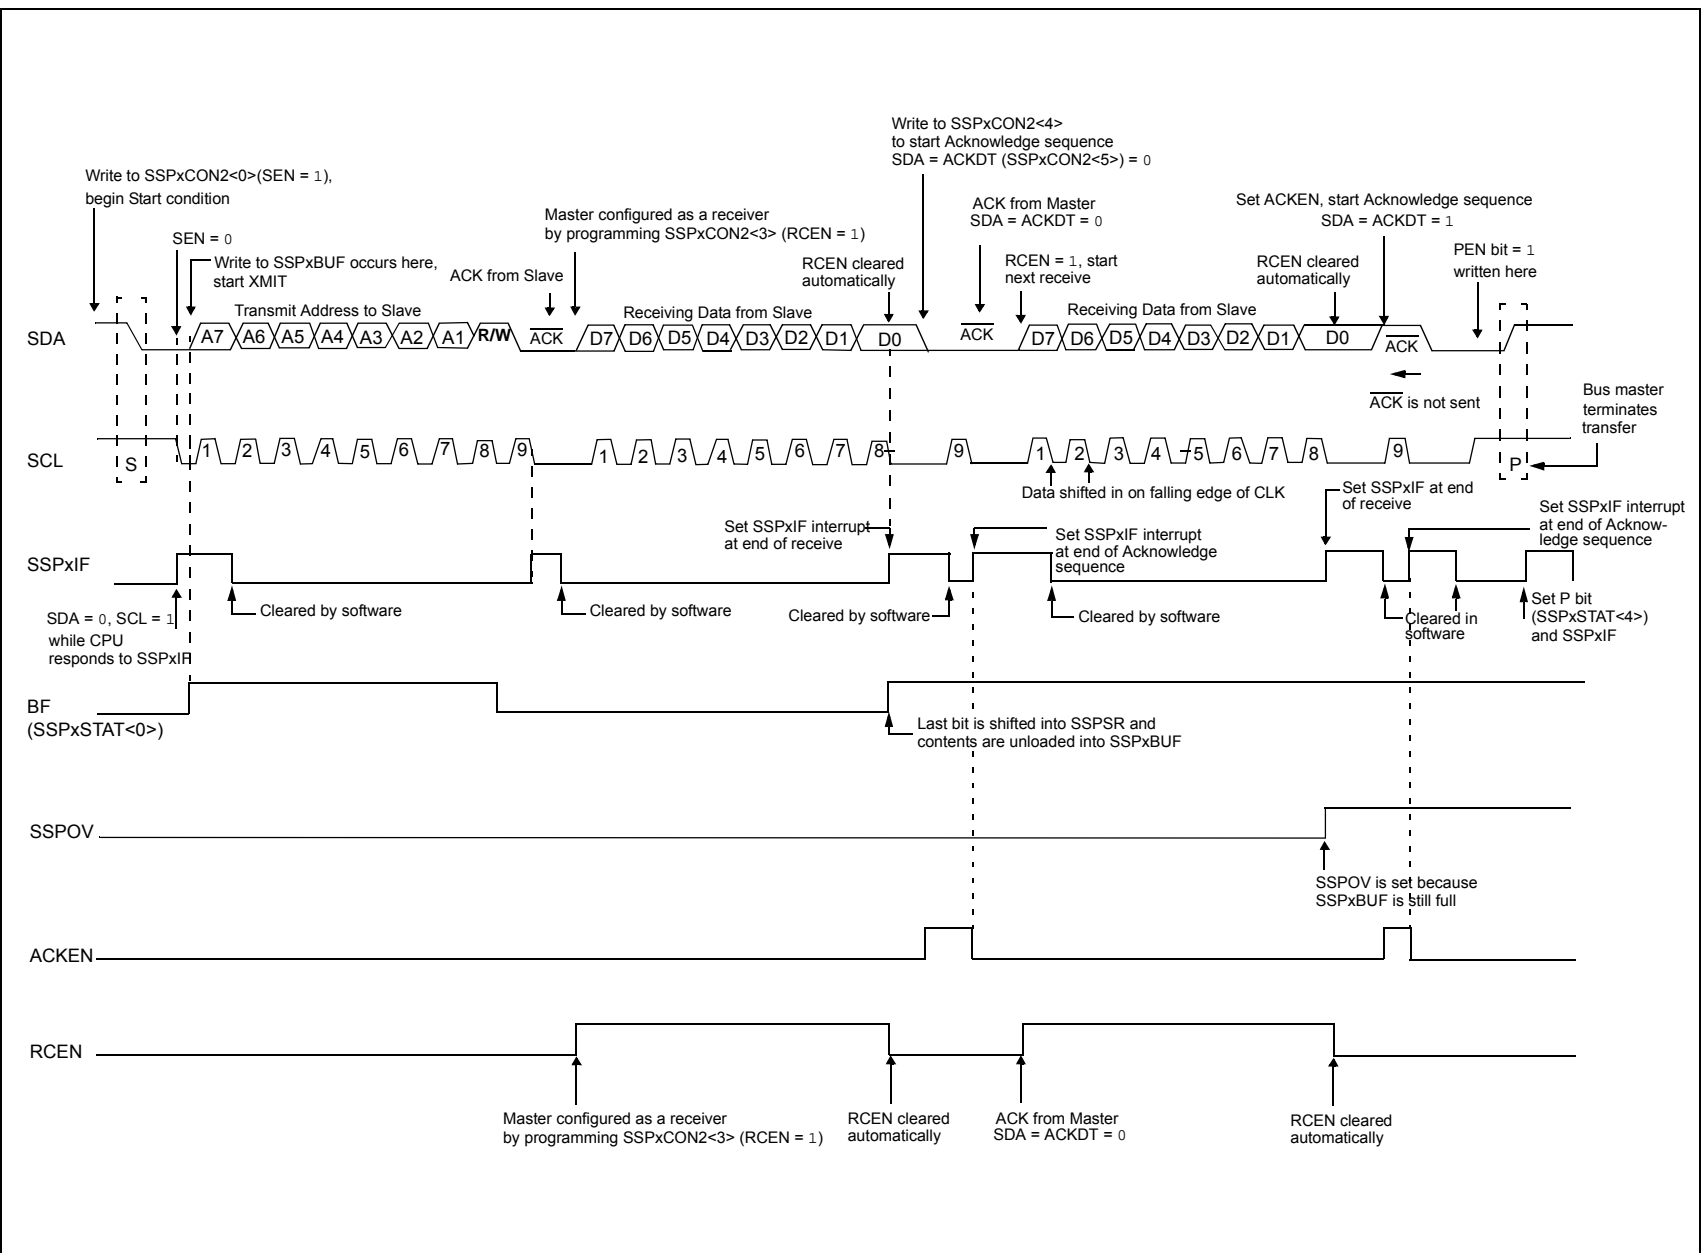 Write to SSPxCON2<4>
to start Acknowledge sequence
SDA = ACKDT (SSPxCON2<5>) = 0
Write to SSPxCON2<0>(SEN = 1),
begin Start condition
ACK from Master
SDA = ACKDT = 0
Set ACKEN, start Acknowledge sequence
SDA = ACKDT = 1
Master configured as a receiver
by programming SSPxCON2<3> (RCEN = 1)
SEN = 0
Write to SSPxBUF occurs here,
start XMIT
ACK from Slave
RCEN cleared
automatically
RCEN = 1, start
next receive
RCEN cleared
automatically
PEN bit = 1
written here
Transmit Address to Slave
Receiving Data from Slave
Receiving Data from Slave
SDA
A7 A6 A5 A4 A3 A2 A1 R/W ACK D7 D6 D5 D4 D3 D2 D1 D0 ACK D7 D6 D5 D4 D3 D2 D1 D0 ACK
ACK is not sent
Bus master
terminates
transfer
SCL
S 1 2 3 4 5 6 7 8 9 1 2 3 4 5 6 7 8 9 1 2 3 4 5 6 7 8 9 P
Data shifted in on falling edge of CLK
Set SSPxIF at end
of receive
Set SSPxIF interrupt
at end of receive
Set SSPxIF interrupt
at end of Acknowledge
sequence
Set SSPxIF interrupt
at end of Acknow-
ledge sequence
SSPxIF
SDA = 0, SCL = 1
while CPU
responds to SSPxIF
Cleared by software
Cleared by software
Cleared by software
Cleared by software
Cleared in
software
Set P bit
(SSPxSTAT<4>)
and SSPxIF
BF
(SSPxSTAT<0>)
Last bit is shifted into SSPSR and
contents are unloaded into SSPxBUF
SSPOV
SSPOV is set because
SSPxBUF is still full
ACKEN
RCEN
Master configured as a receiver
by programming SSPxCON2<3> (RCEN = 1)
RCEN cleared
automatically
ACK from Master
SDA = ACKDT = 0
RCEN cleared
automatically